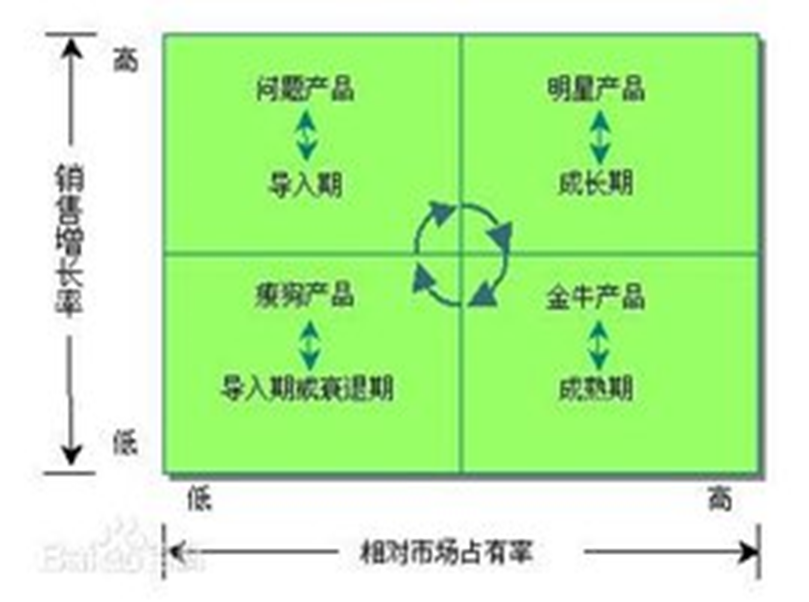 高
问题产品
明星产品
导入期
成长期
销售增长率
瘦狗产品
金牛产品
导入期或衰退期
成熟期
低
低
高
相对市场占有率